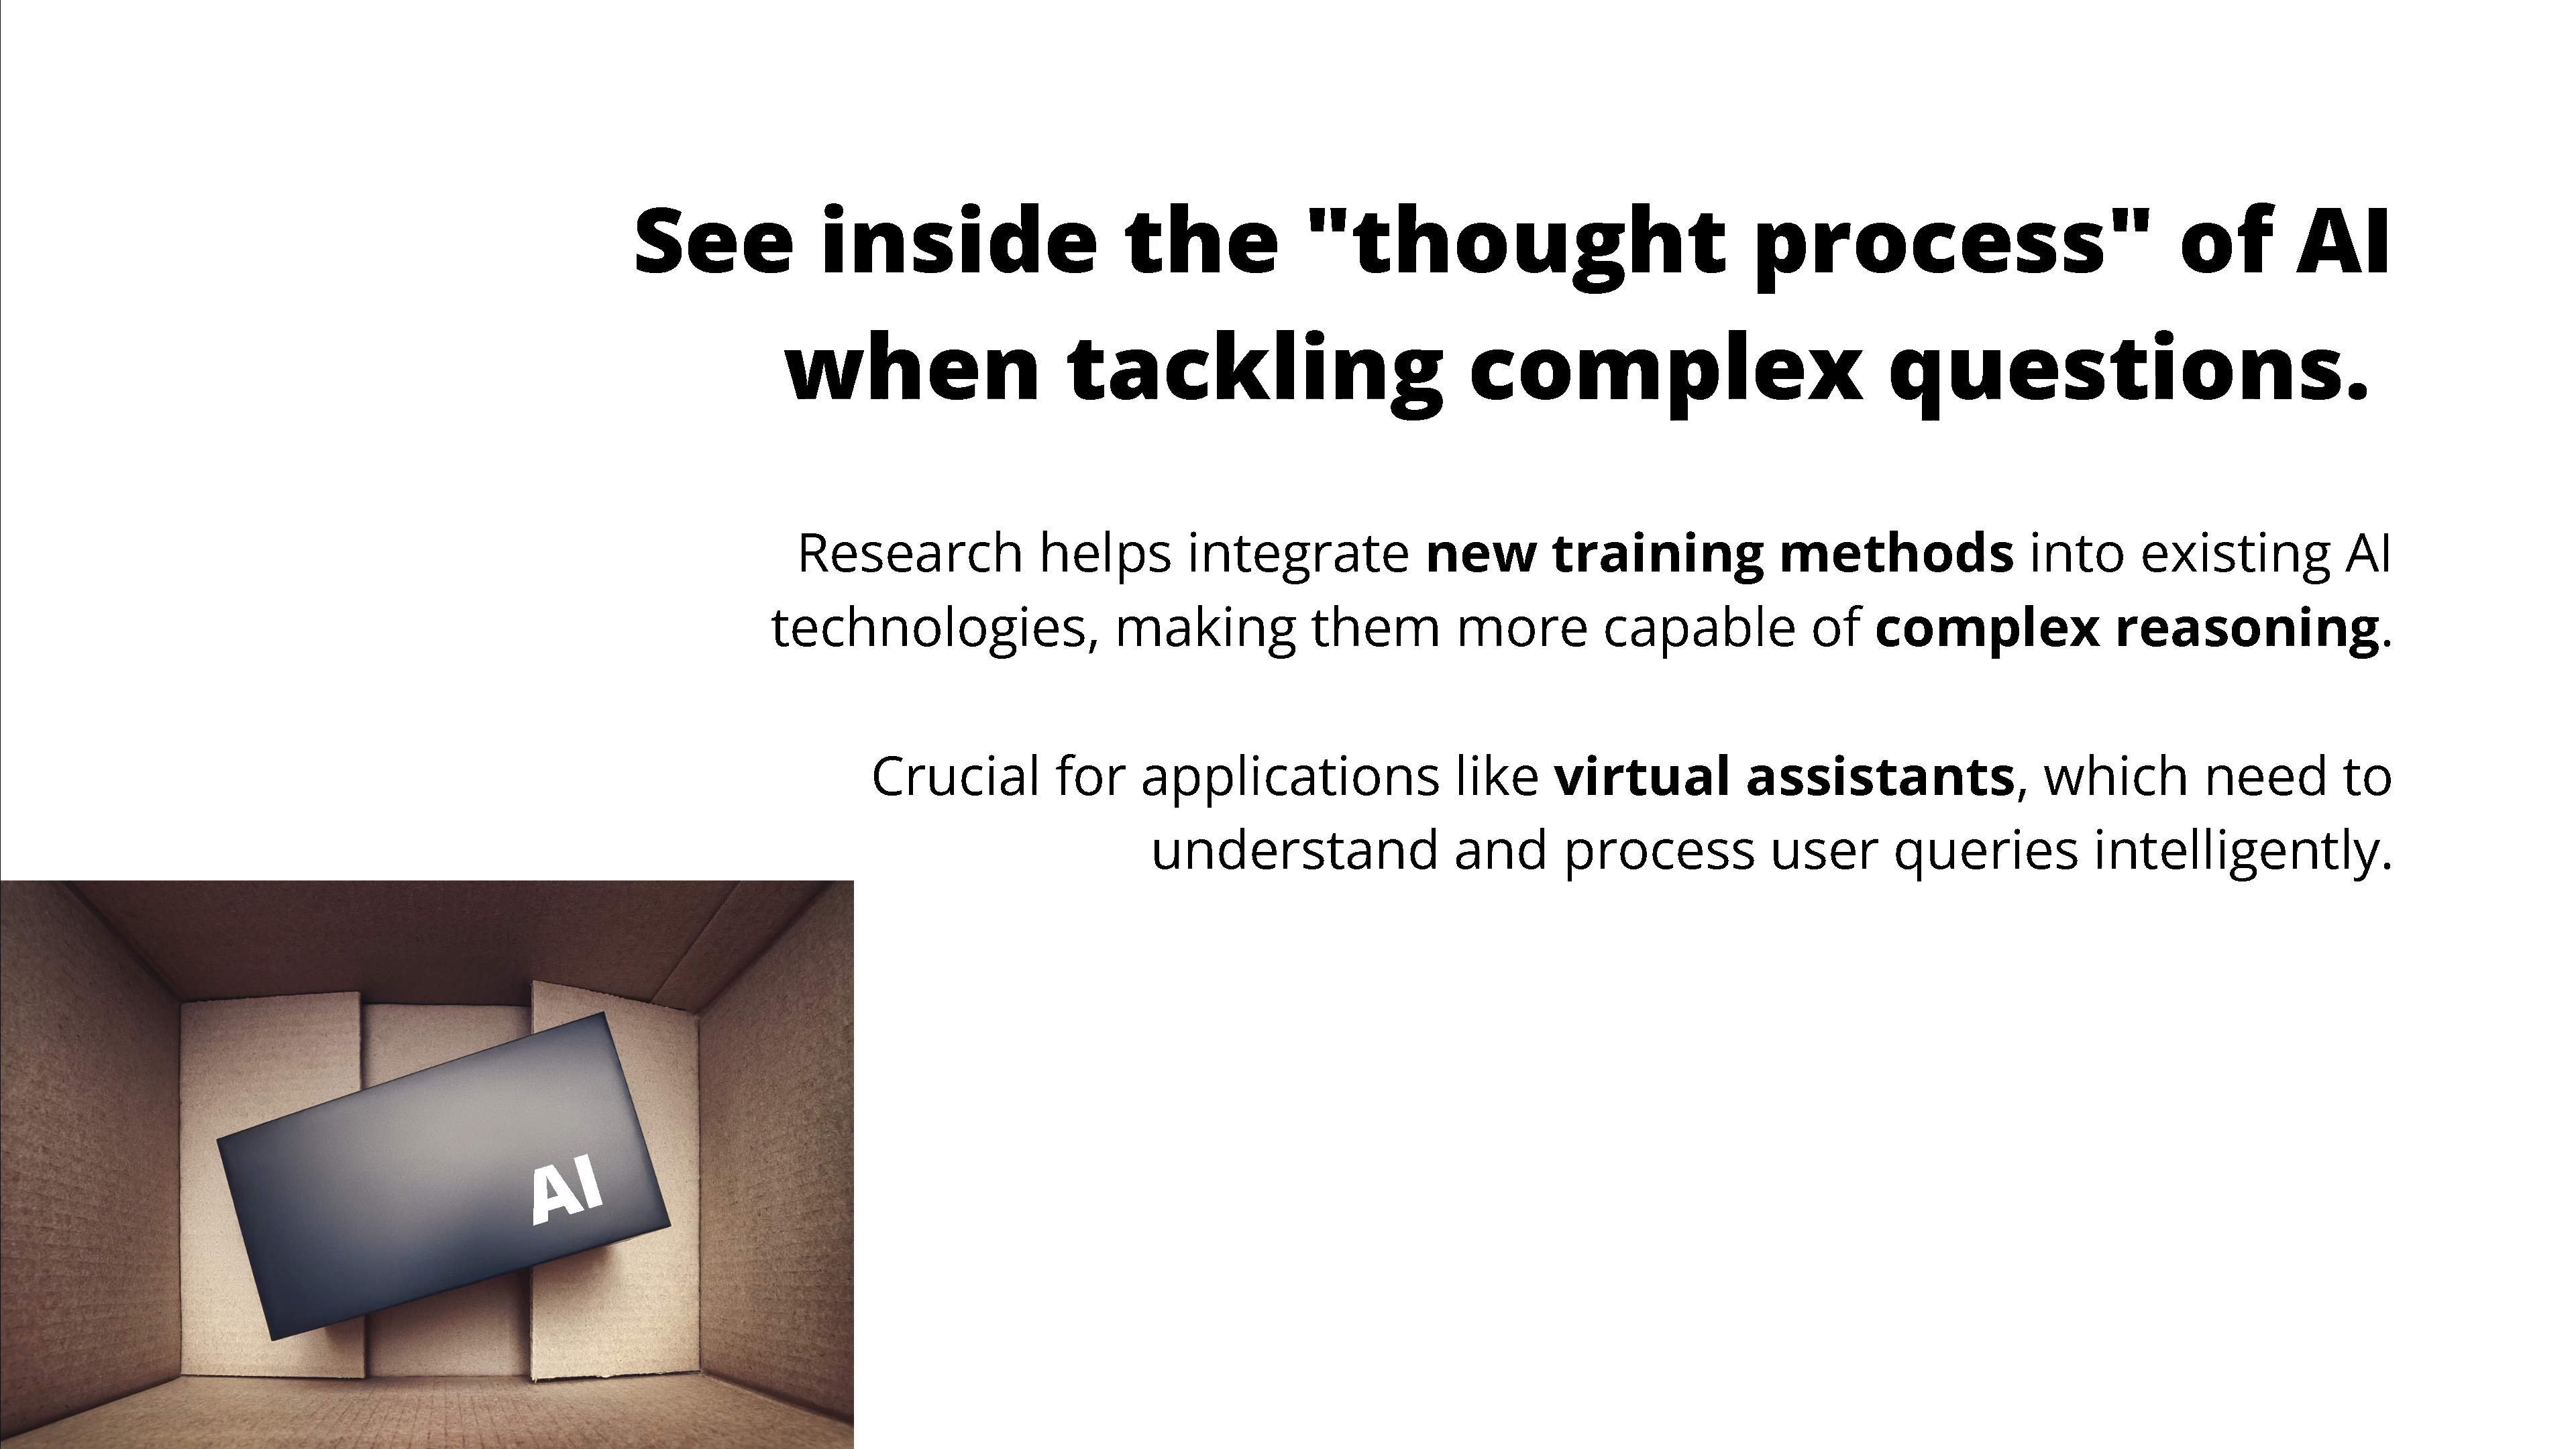 See inside the "thought process" of AI
when tackling complex questions.
Research helps integrate new training methods into existing AI
technologies, making them more capable of complex reasoning.
Crucial for applications like virtual assistants, which need to
understand and process user queries intelligently.
AI